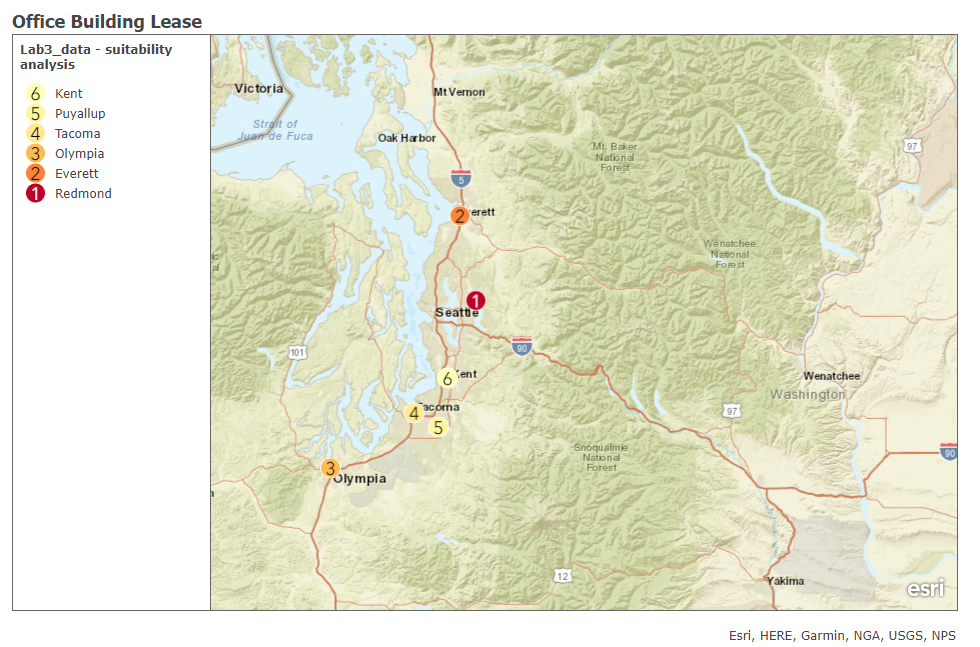 Office Building Lease
Lab3_data - suitability
analysis
6 Kent
5 Puyallup
4 Tacoma
3 Olympia
2 Everett
1 Redmond
Victoria
Mt Vernon
Strait of
Juan de Fuca
Oak Harbor
97
Mt. Baker
National
Forest
5
2 verett
Wenatchee
National
Forest
1
Seattle
90
101
6 Kent
Wenatchee
Washington
4 Tacoma
97
5
Snoqualmie
National
Forest
90
3
Olympia
12
Yakima
esri
Esri, HERE, Garmin, NGA, USGS, NPS